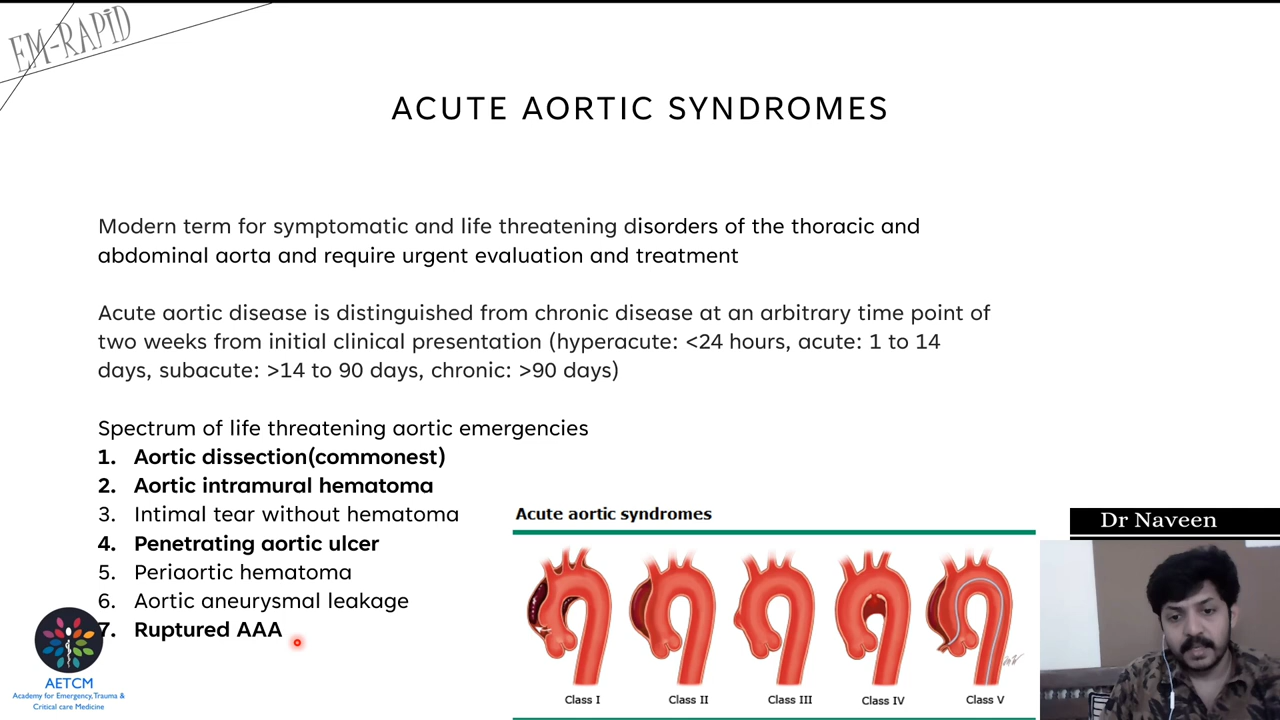 EM-RAPiD
ACUTE AORTIC SYNDROMES
Modern term for symptomatic and life threatening disorders of the thoracic and
abdominal aorta and require urgent evaluation and treatment
Acute aortic disease is distinguished from chronic disease at an arbitrary time point of
two weeks from initial clinical presentation (hyperacute: <24 hours, acute: 1 to 14
days, subacute: >14 to 90 days, chronic: >90 days)
Spectrum of life threatening aortic emergencies
1. Aortic dissection(commonest)
2. Aortic intramural hematoma
3. Intimal tear without hematoma
4. Penetrating aortic ulcer
5. Periaortic hematoma
6. Aortic aneurysmal leakage
7. Ruptured AAA
Acute aortic syndromes
Class I Class II Class III Class IV Class V
Dr Naveen
AETCM
Academy for Emergency,Trauma &
Critical care Medicine